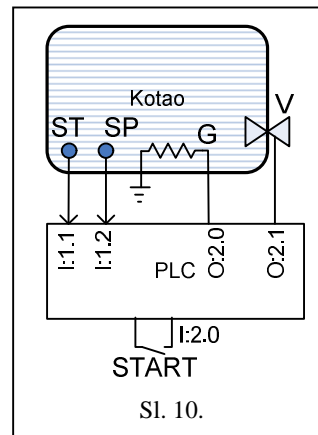 Kotao
V
ST SP G
I:1.1 I:1.2 PLC O:2.0 O:2.1
I:2.0
START
Sl. 10.